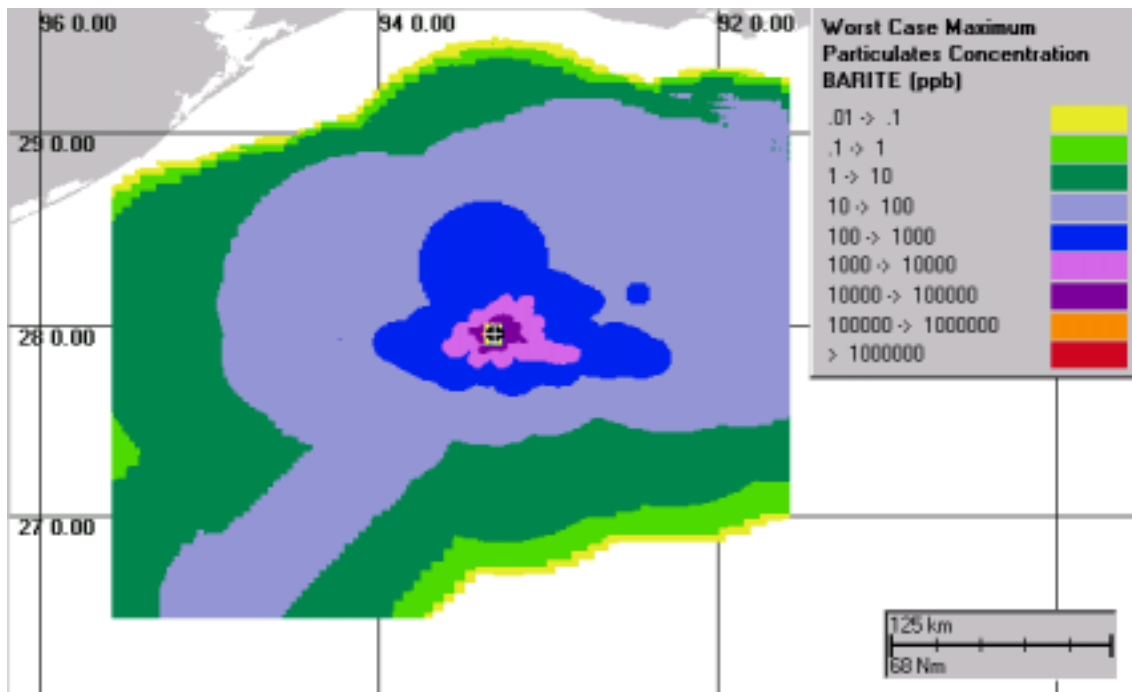 96 0.00
94 0.00
92 0.00
29 0.00
28 0.00
27 0.00
Worst Case Maximum
Particulates Concentration
BARITE (ppb)
.01 -> .1
.1 -> 1
1 -> 10
10 -> 100
100 -> 1000
1000 -> 10000
10000 -> 100000
100000 -> 1000000
> 1000000
125 km
68 Nm